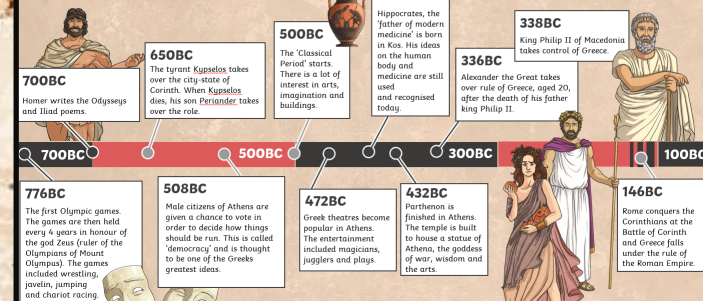 700BC
Homer writes the Odysseys
and Iliad poems.
650BC
The tyrant Kypselos takes
over the city-state of
Corinth. When Kypselos
dies, his son Periander takes
over the role.
500BC
The 'Classical
Period' starts.
There is a lot of
interest in arts,
imagination and
buildings.
Hippocrates, the
'father of modern
medicine' is born
in Kos. His ideas
on the human
body and
medicine are still
used
and recognised
today.
336BC
Alexander the Great takes
over rule of Greece, aged 20,
after the death of his father
king Philip II.
338BC
King Philip II of Macedonia
takes control of Greece.
700BC
500BC
300BC
100BC
776BC
The first Olympic games.
The games are then held
every 4 years in honour of
the god Zeus (ruler of the
Olympians of Mount
Olympus). The games
included wrestling,
javelin, jumping
and chariot racing.
508BC
Male citizens of Athens are
given a chance to vote in
order to decide how things
should be run. This is called
'democracy' and is thought
to be one of the Greeks
greatest ideas.
472BC
Greek theatres become
popular in Athens.
The entertainment
included magicians,
jugglers and plays.
432BC
Parthenon is
finished in Athens.
The temple is built
to house a statue of
Athena, the goddess
of war, wisdom and
the arts.
146BC
Rome conquers the
Corinthians at the
Battle of Corinth
and Greece falls
under the rule of
the Roman Empire.